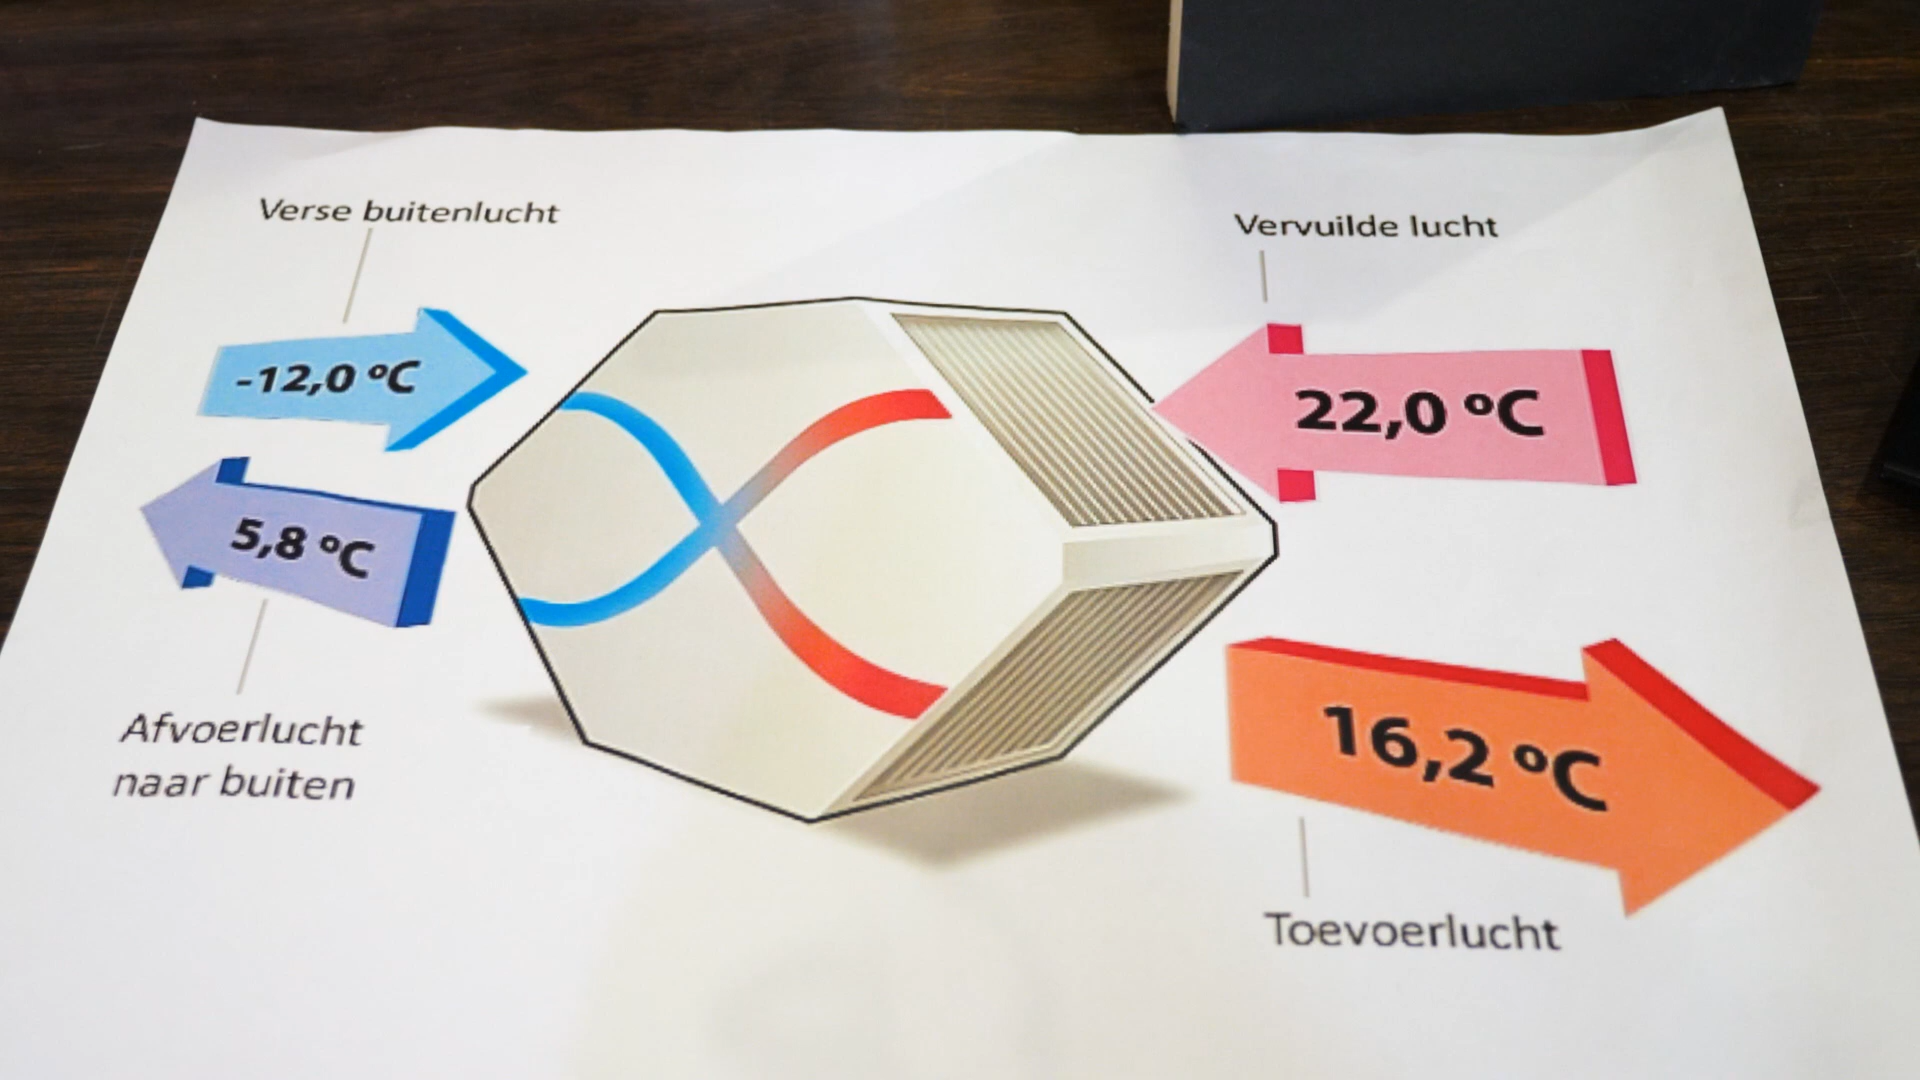 Verse buitenlucht
Vervuilde lucht
-12,0 ºC
22,0 ºC
5,8 ºC
Afvoerlucht
naar buiten
16,2 ºC
Toevoerlucht